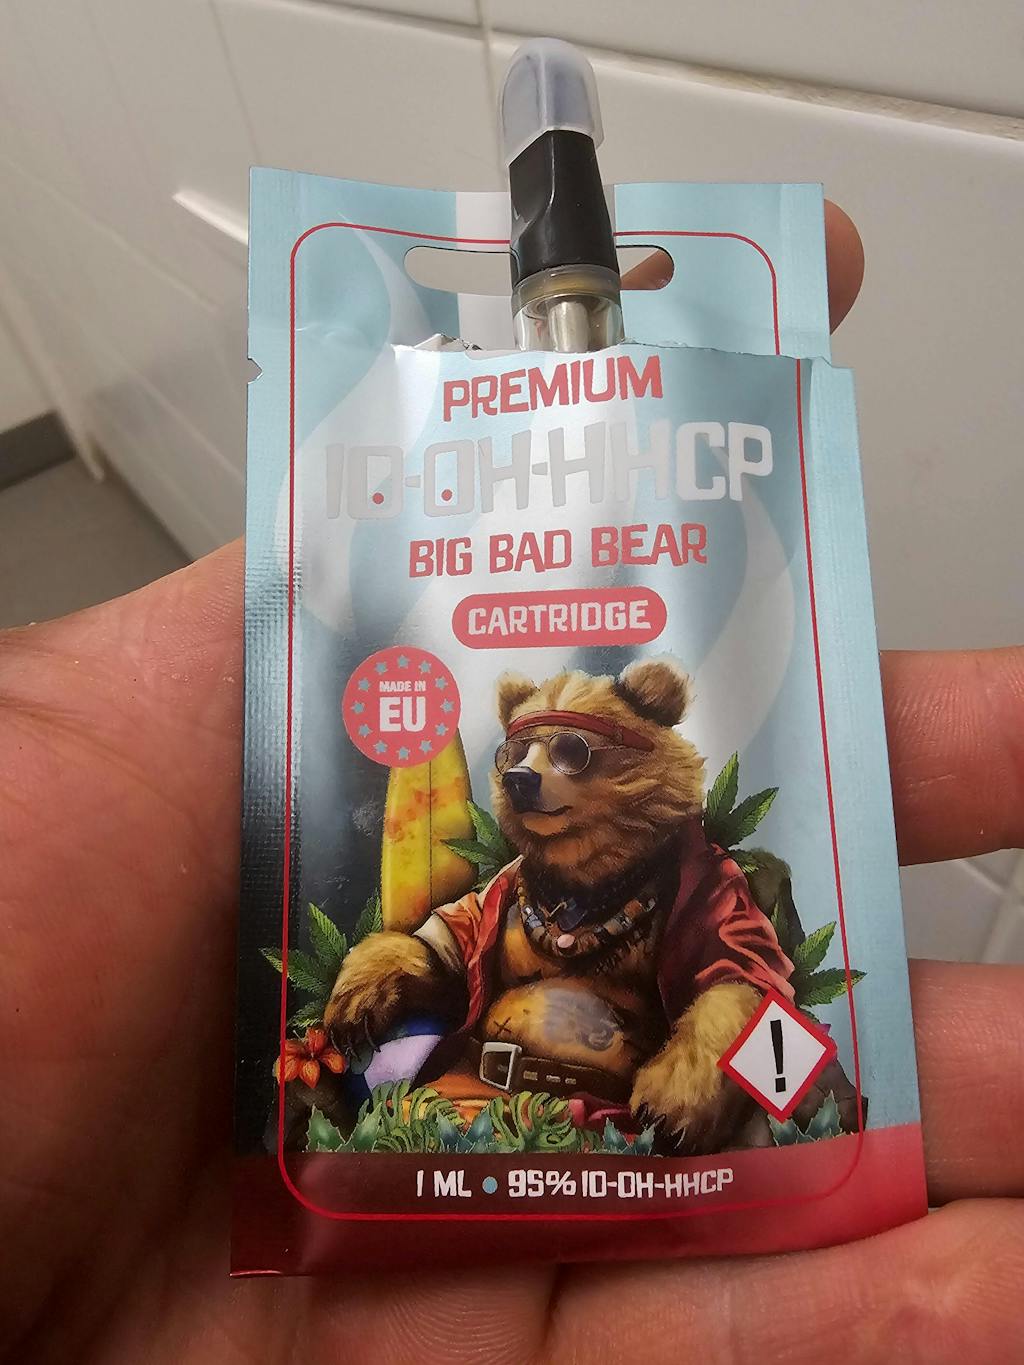 PREMIUM
10-OH-HHCP
BIG BAD BEAR
CARTRIDGE
MADE IN
EU
!
1 ML • 95% 10-OH-HHCP